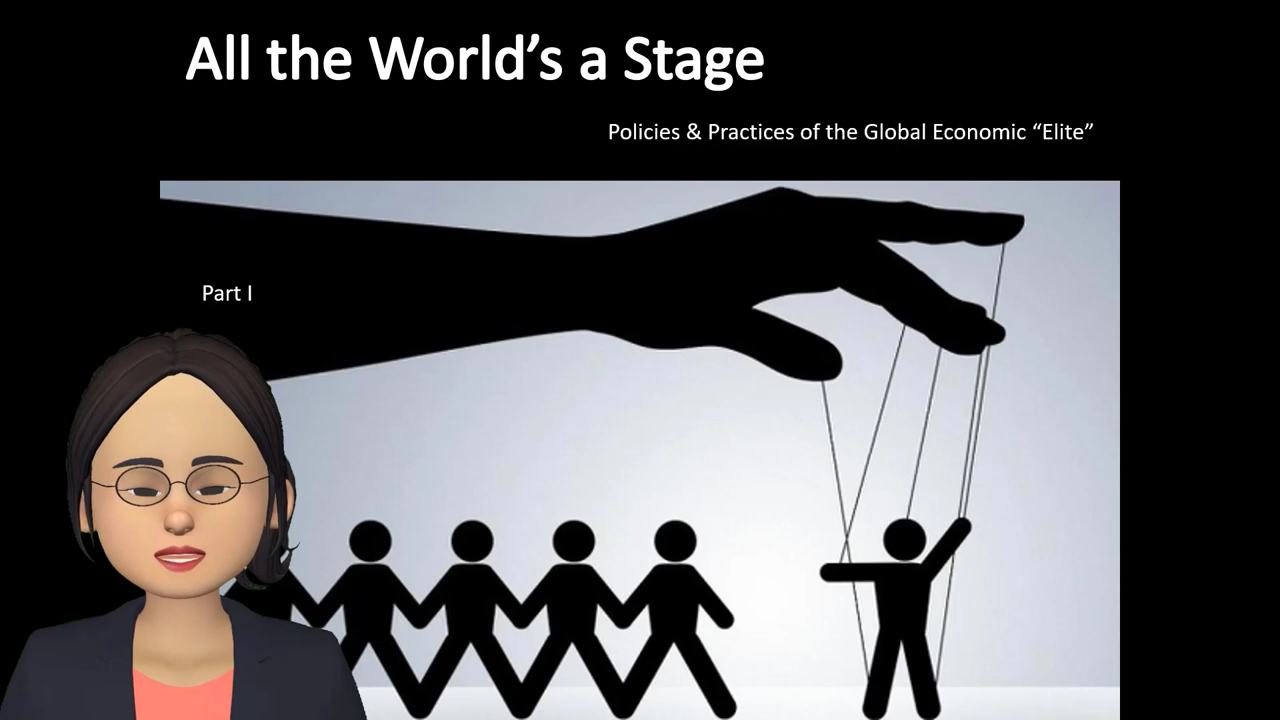 All the World’s a Stage
Policies & Practices of the Global Economic “Elite”
Part I